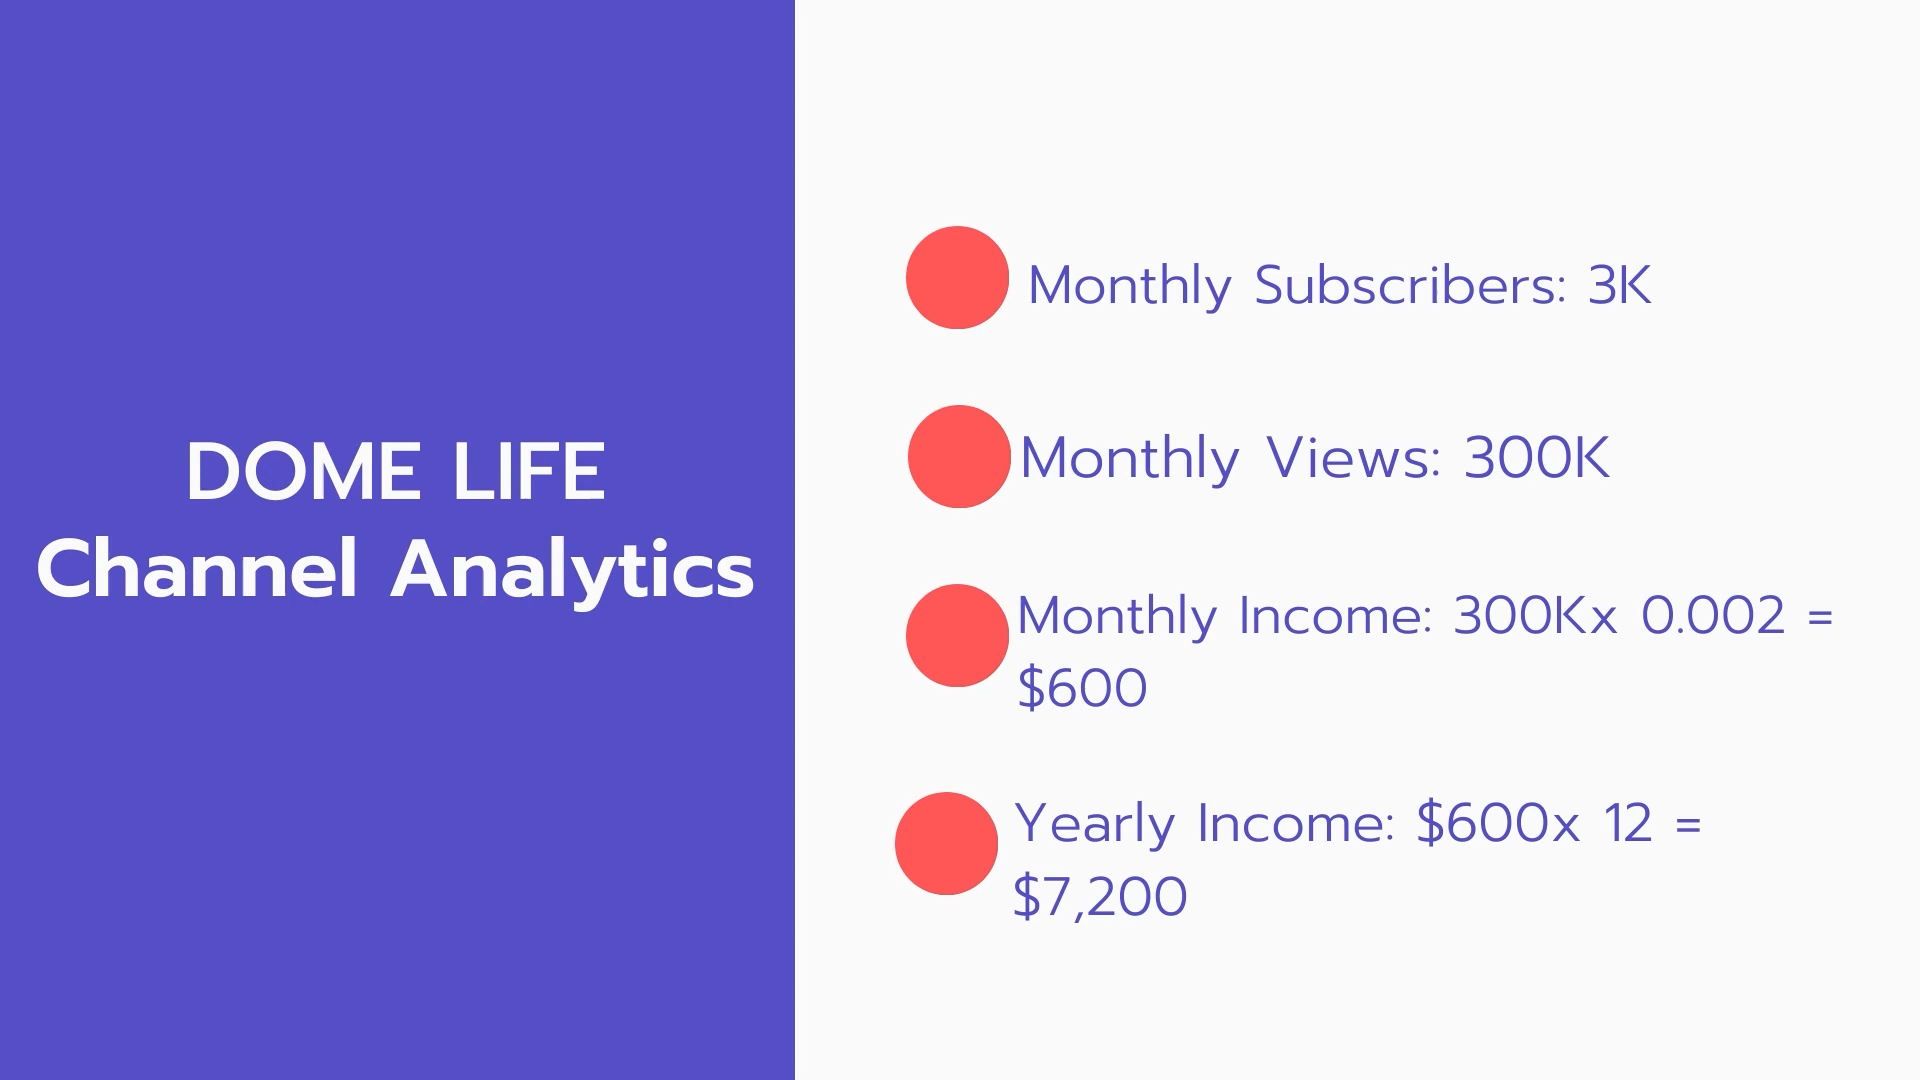 DOME LIFE
Channel Analytics
Monthly Subscribers: 3K
Monthly Views: 300K
Monthly Income: 300Kx 0.002 =
$600
Yearly Income: $600x 12 =
$7,200